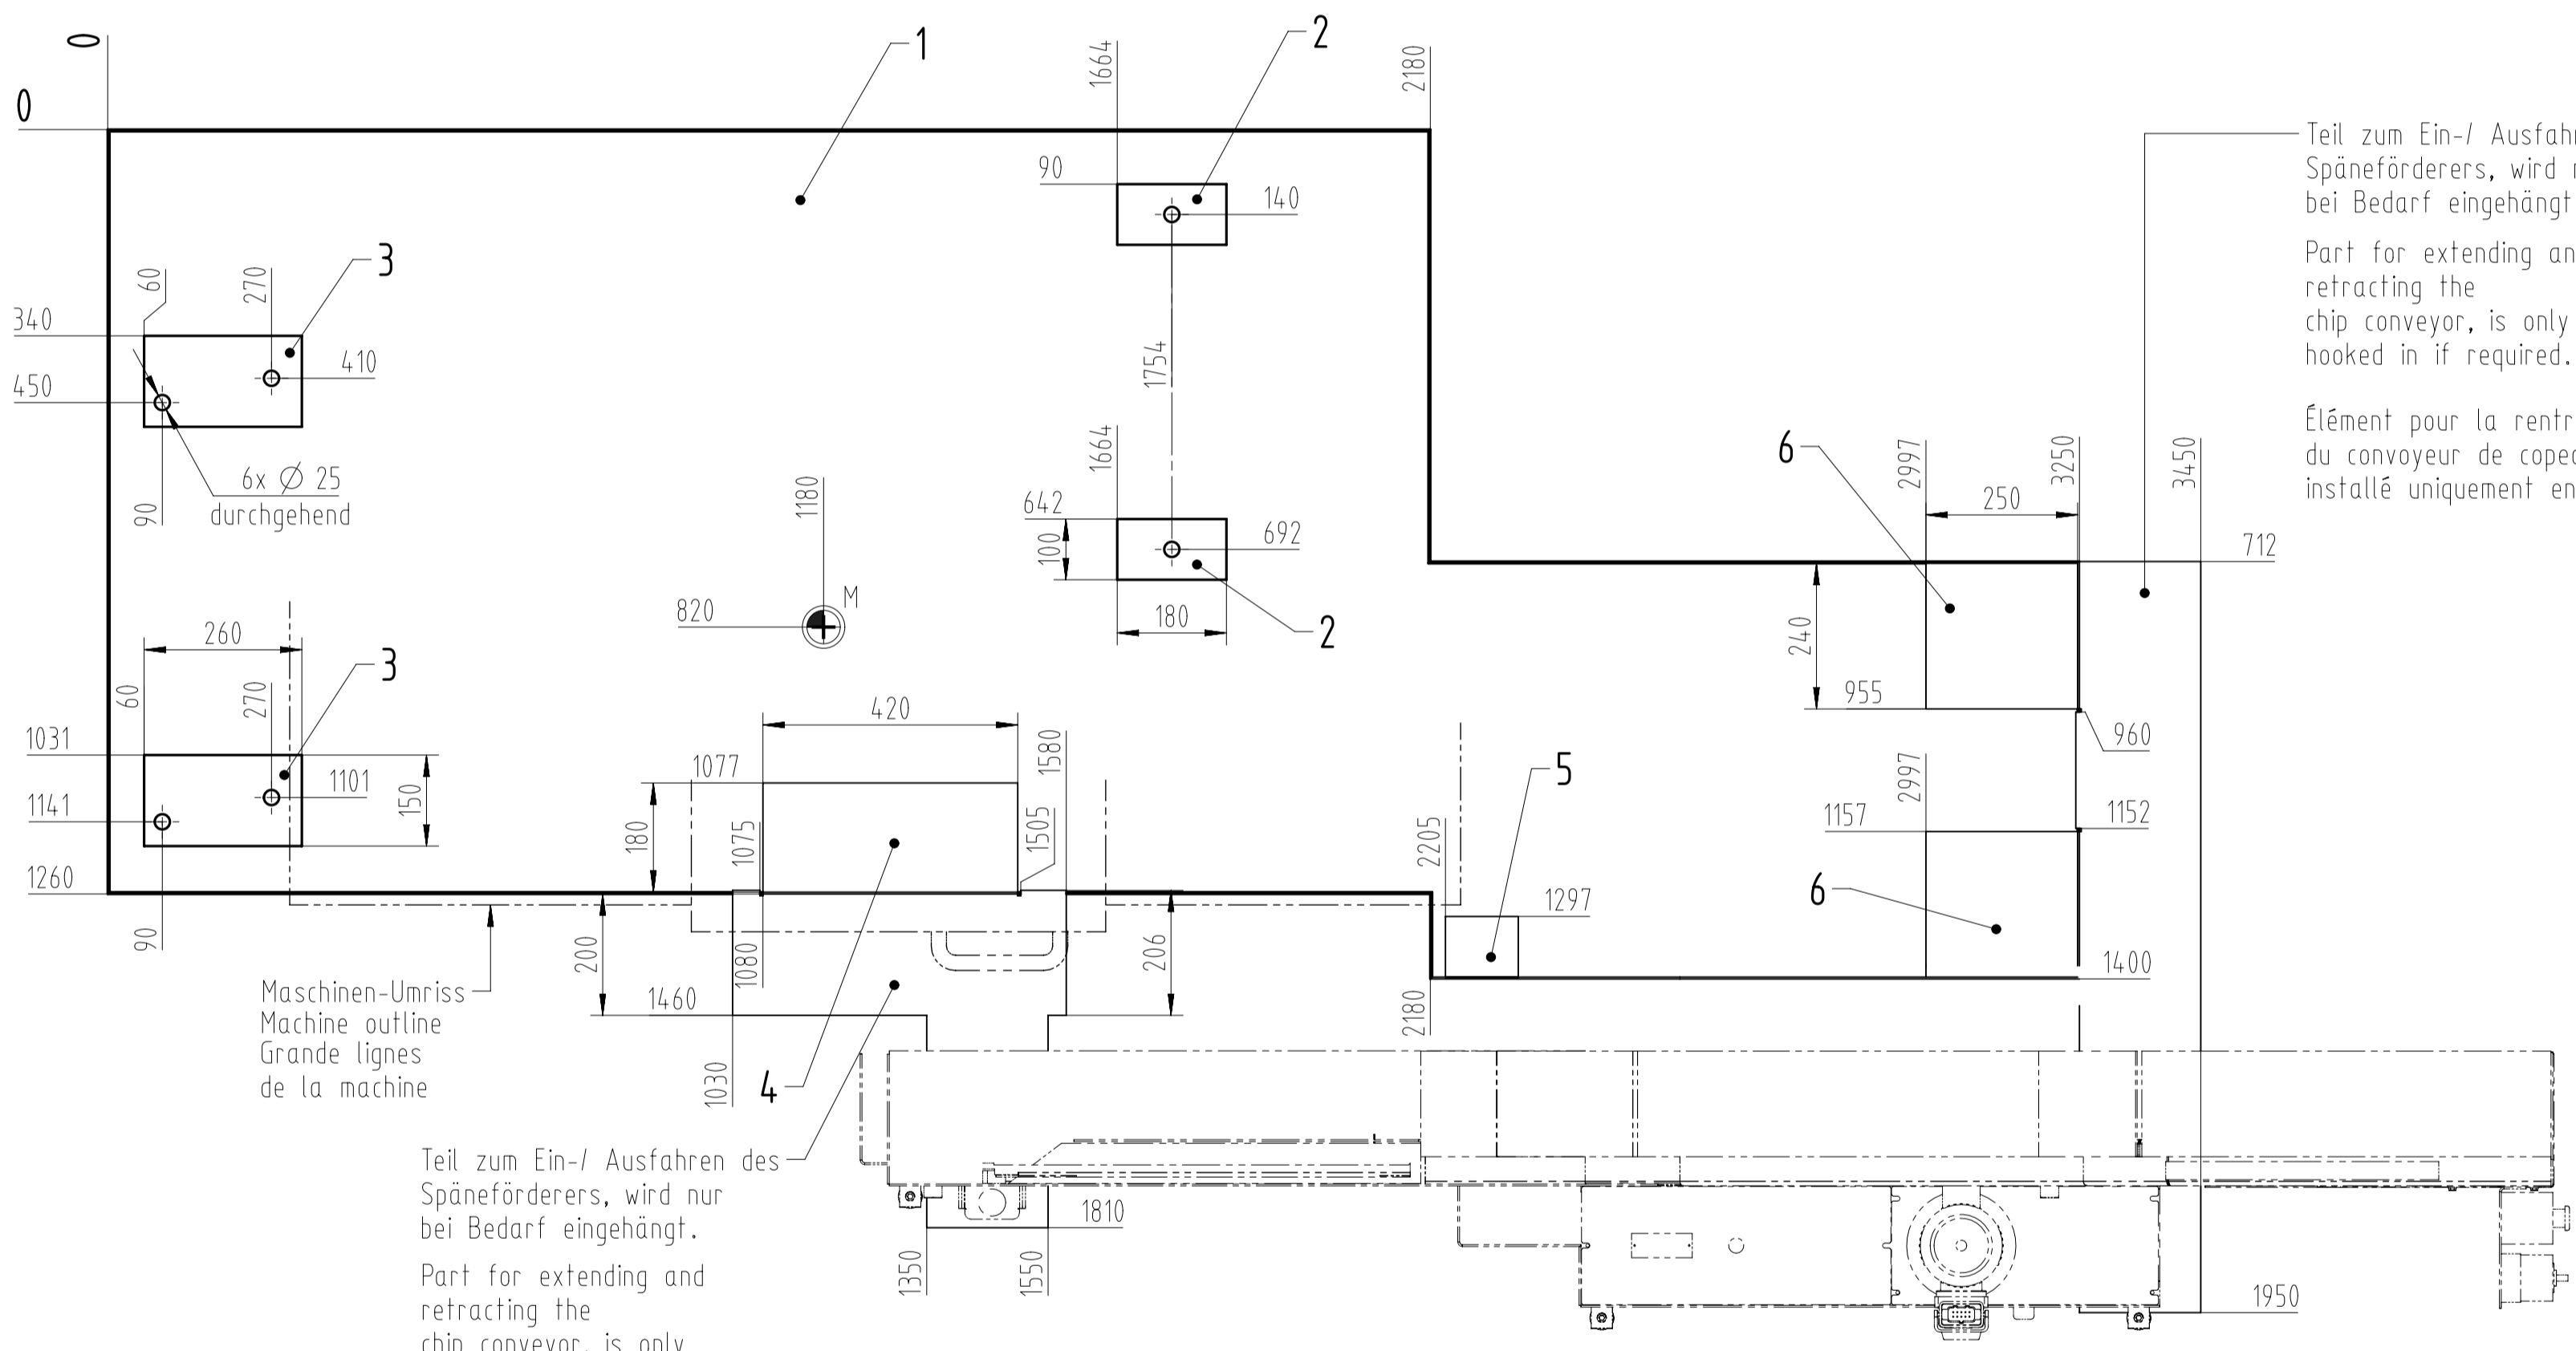 0
0
1
2
1664
2180
90
140
3
60
270
340
410
450
6x Ø 25
durchgehend
90
1754
1664
642
100
692
180
2
1180
M
820
Teil zum Ein-/ Ausfahr
Späneförderers, wird
bei Bedarf eingehängt
Part for extending an
retracting the
chip conveyor, is only
hooked in if required.
Élément pour la rentr
du convoyeur de cope
installé uniquement en
6
2997
3250
3450
250
712
240
955
960
2997
1157
1152
6
1400
3
260
60
270
1031
1101
150
1141
1260
90
420
1077
180
1075
1580
1505
4
200
1080
206
1460
1030
5
2205
1297
2180
Maschinen-Umriss
Machine outline
Grande lignes
de la machine
Teil zum Ein-/ Ausfahren des
Späneförderers, wird nur
bei Bedarf eingehängt.
Part for extending and
retracting the
chip conveyor, is only
1350
1550
1810
1950